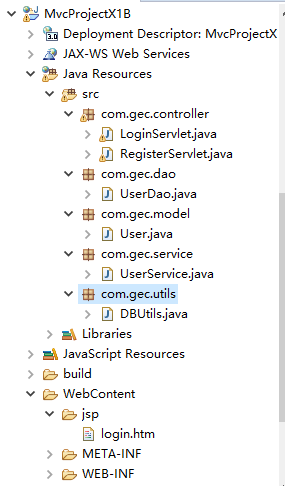 MvcProjectX1B
Deployment Descriptor: MvcProjectX
JAX-WS Web Services
Java Resources
src
com.gec.controller
LoginServlet.java
RegisterServlet.java
com.gec.dao
UserDao.java
com.gec.model
User.java
com.gec.service
UserService.java
com.gec.utils
DBUtils.java
Libraries
JavaScript Resources
build
WebContent
jsp
login.htm
META-INF
WEB-INF